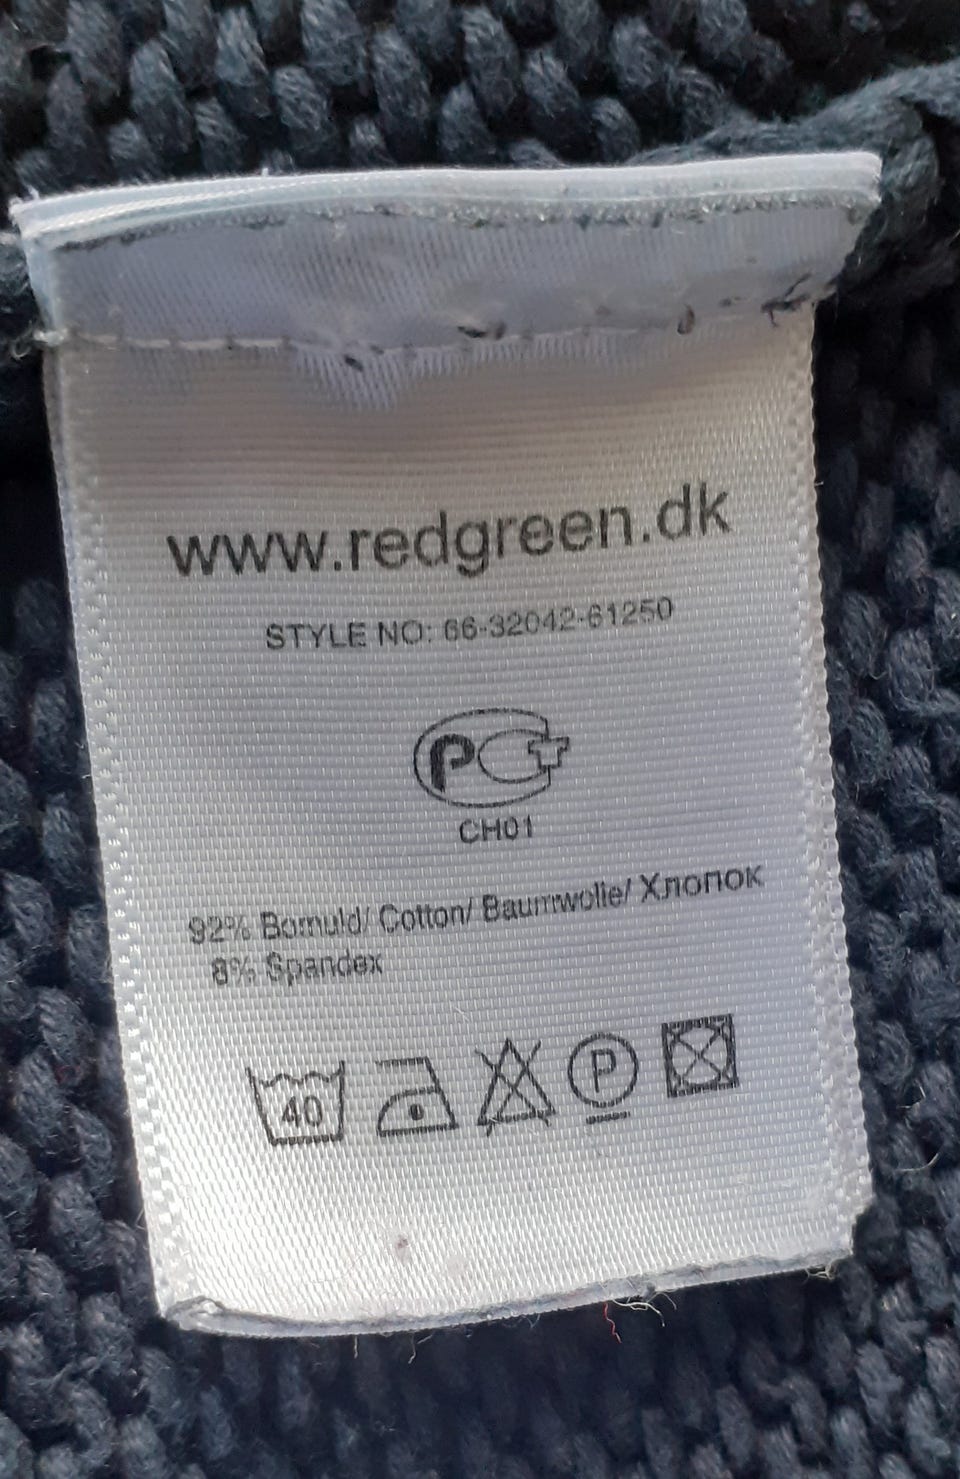 www.redgreen.dk
STYLE NO: 66-32042-61250
PCT
CH01
92% Bomuld/ Cotton/ Baumwolle/ Хлопок
8% Spandex
40
P